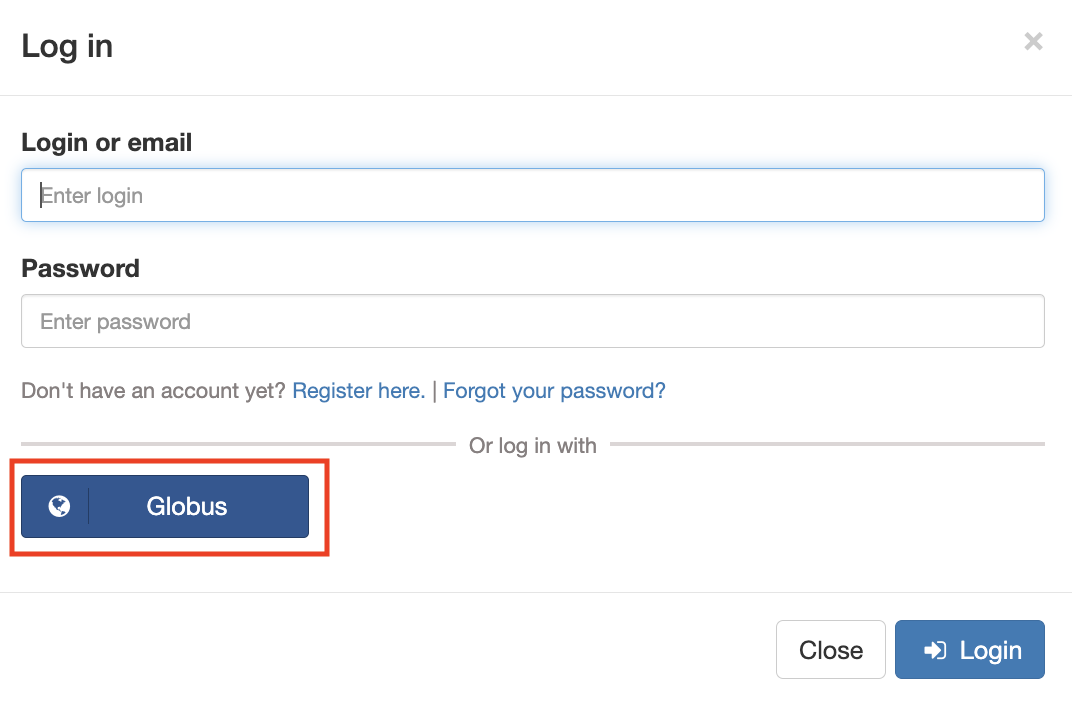 Log in
×
Login or email
Enter login
Password
Enter password
Don't have an account yet? Register here. | Forgot your password?
Or log in with
Globus
Close Login